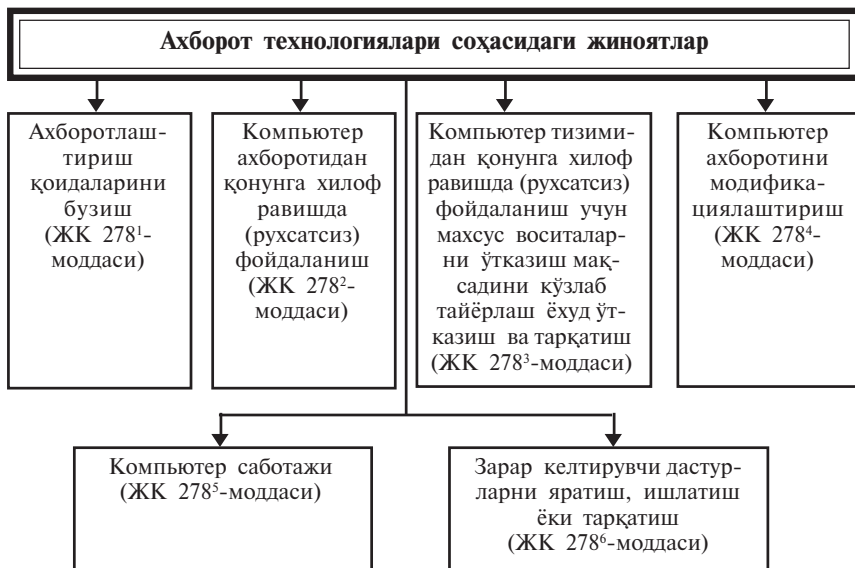 Ахборот технологиялари соҳасидаги жиноятлар
Ахборотлаш-
тириш
қоидаларини
бузиш
(ЖК 278¹-
моддаси)
Компьютер
ахборотидан
қонунга хилоф
равишда
(рухсатсиз)
фойдаланиш
(ЖК 278²-
моддаси)
Компьютер тизими-
дан қонунга хилоф
равишда (рухсатсиз)
фойдаланиш учун
махсус воситалар-
ни ўтказиш мақ-
садини кўзлаб
тайёрлаш ёхуд ўт-
казиш ва тарқатиш
(ЖК 278³-моддаси)
Компьютер
ахборотини
модифика-
циялаштириш
(ЖК 278⁴-
моддаси)
Компьютер саботажи
(ЖК 278⁵-моддаси)
Зарар келтирувчи дастур-
ларни яратиш, ишлатиш
ёки тарқатиш
(ЖК 278⁶-моддаси)